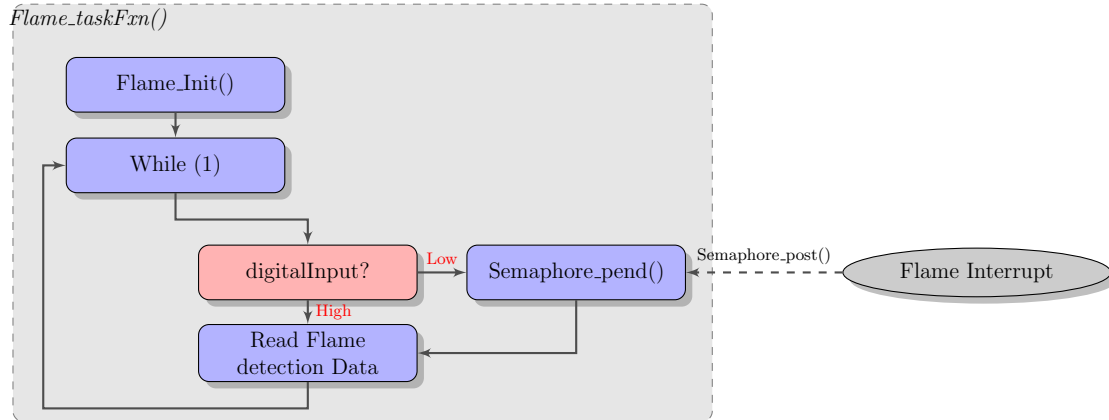 Flame_taskFxn()
Flame_Init()
While (1)
digitalInput?
Low
Semaphore_pend()
Semaphore_post()
Flame Interrupt
High
Read Flame
detection Data